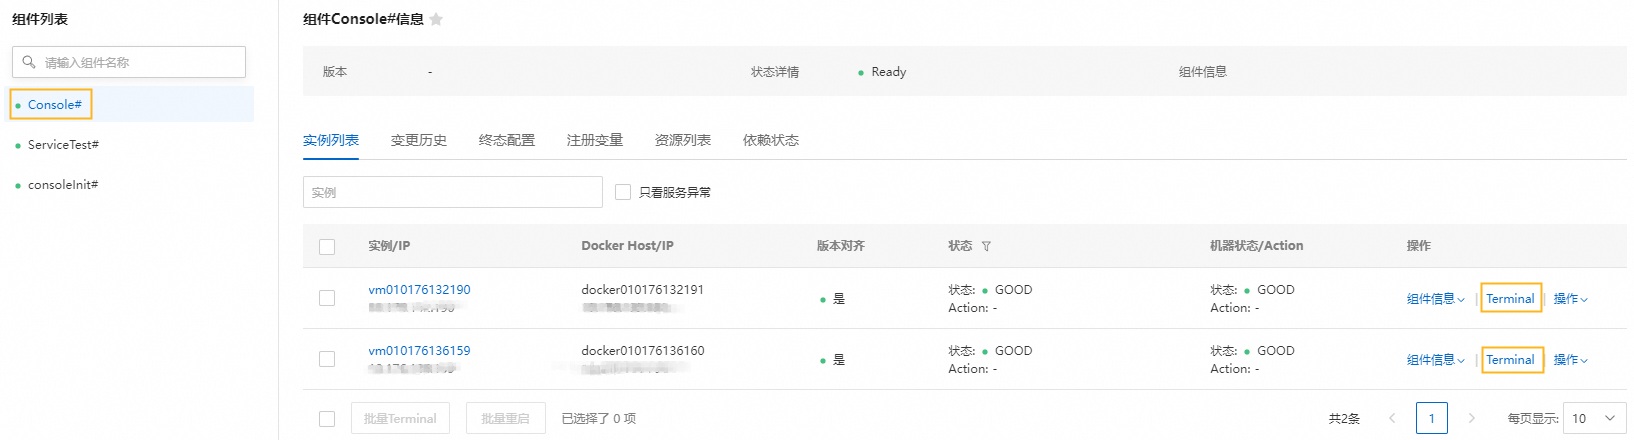 组件列表
请输入组件名称
Console#
ServiceTest#
consoleInit#
组件Console#信息
版本 - 状态详情 Ready 组件信息
实例列表 变更历史 终态配置 注册变量 资源列表 依赖状态
实例 只看服务异常
实例/IP Docker Host/IP 版本对齐 状态 机器状态/Action 操作
vm010176132190 docker010176132191 是 状态: GOOD 状态: GOOD 组件信息 | Terminal | 操作
Action: - Action: -
vm010176136159 docker010176136160 是 状态: GOOD 状态: GOOD 组件信息 | Terminal | 操作
Action: - Action: -
批量Terminal 批量重启 已选择了 0 项 共2条 1 每页显示: 10